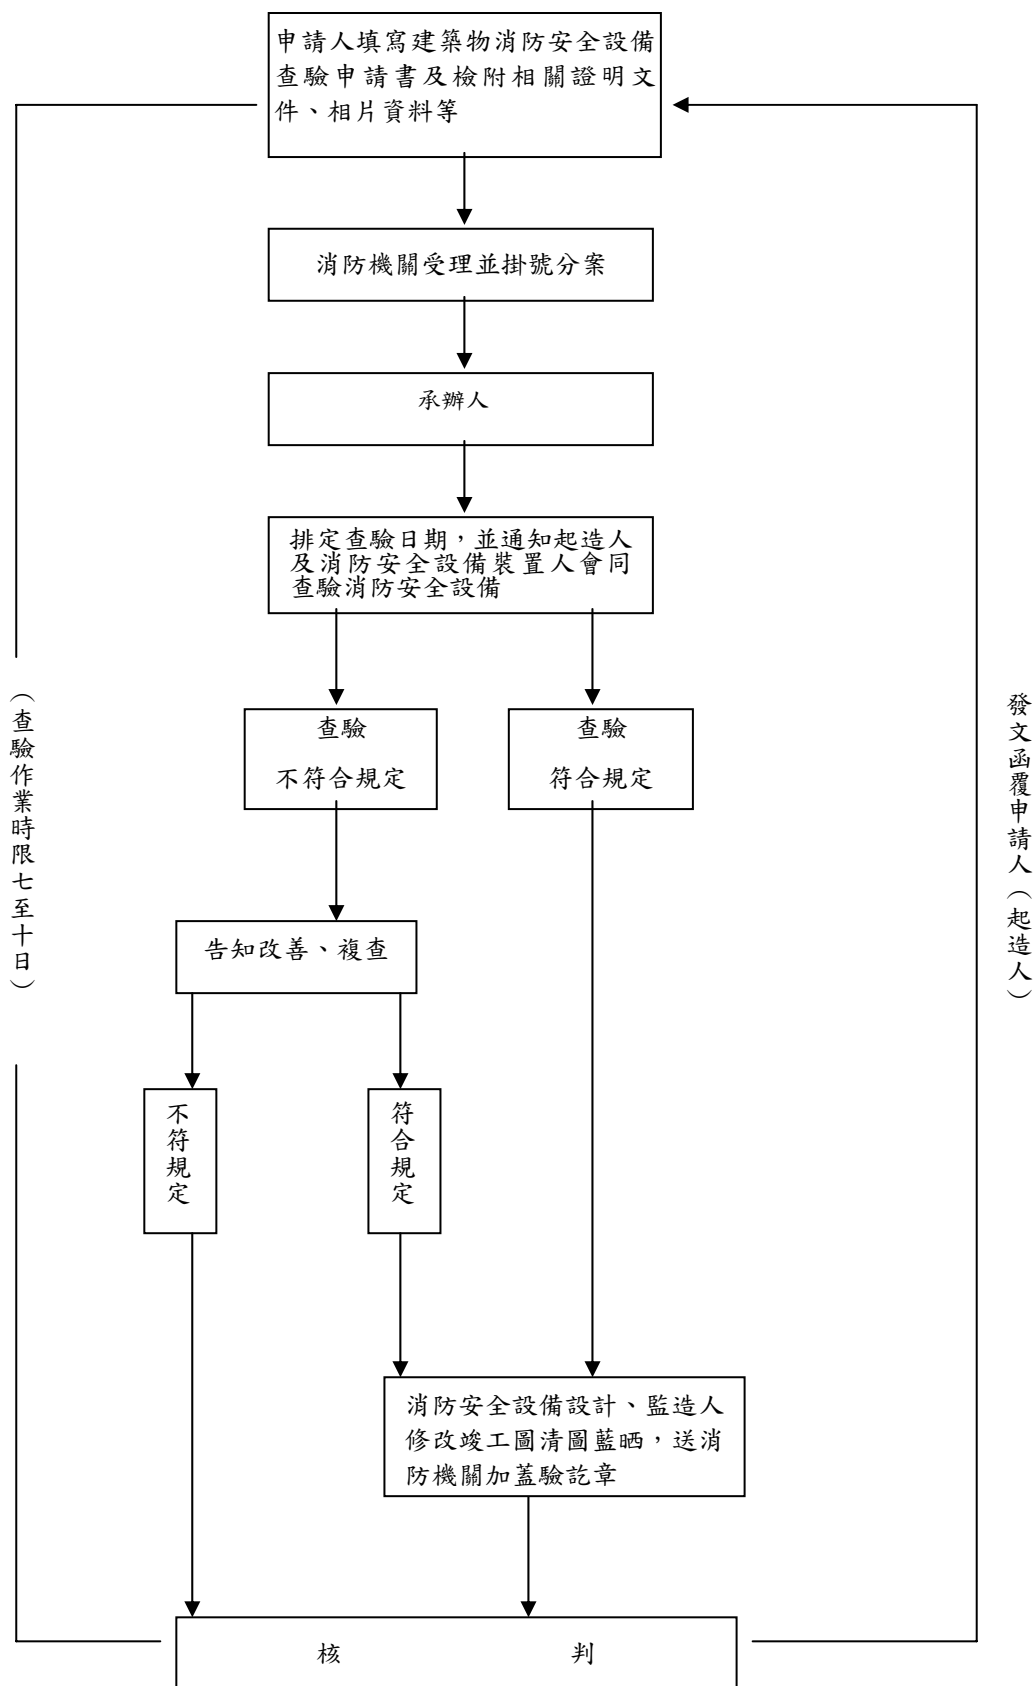 申請人填寫建築物消防安全設備
查驗申請書及檢附相關證明文
件、相片資料等
消防機關受理並掛號分案
承辦人
排定查驗日期，並通知起造人
及消防安全設備裝置人會同
查驗消防安全設備
查驗
不符合規定
查驗
符合規定
（查驗作業時限七至十日）
發文函覆申請人（起造人）
告知改善、複查
不符規定
符合規定
消防安全設備設計、監造人
修改竣工圖清圖藍晒，送消
防機關加蓋驗訖章
核 判